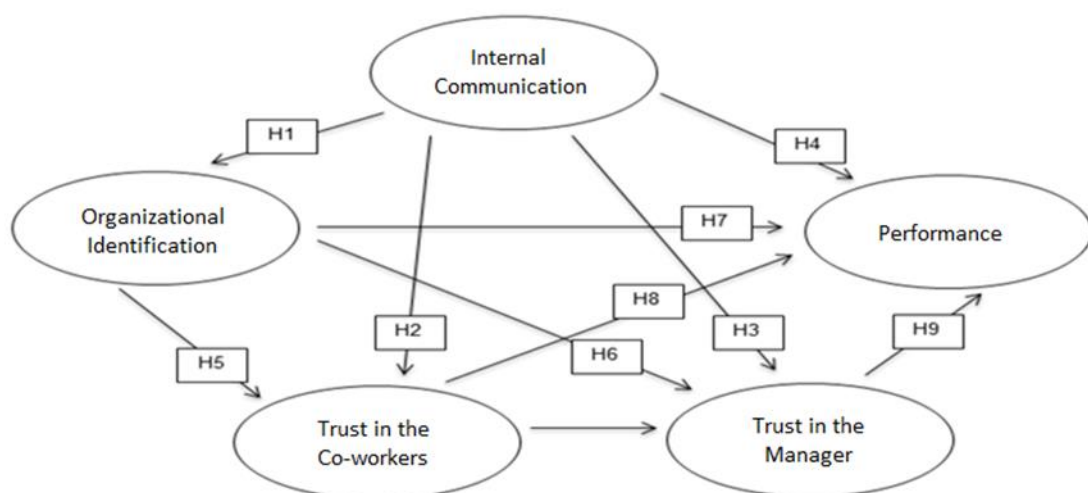 Internal
Communication
H1
H4
Organizational
Identification
H7
Performance
H8
H2
H3
H9
H6
H5
Trust in the
Co-workers
Trust in the
Manager